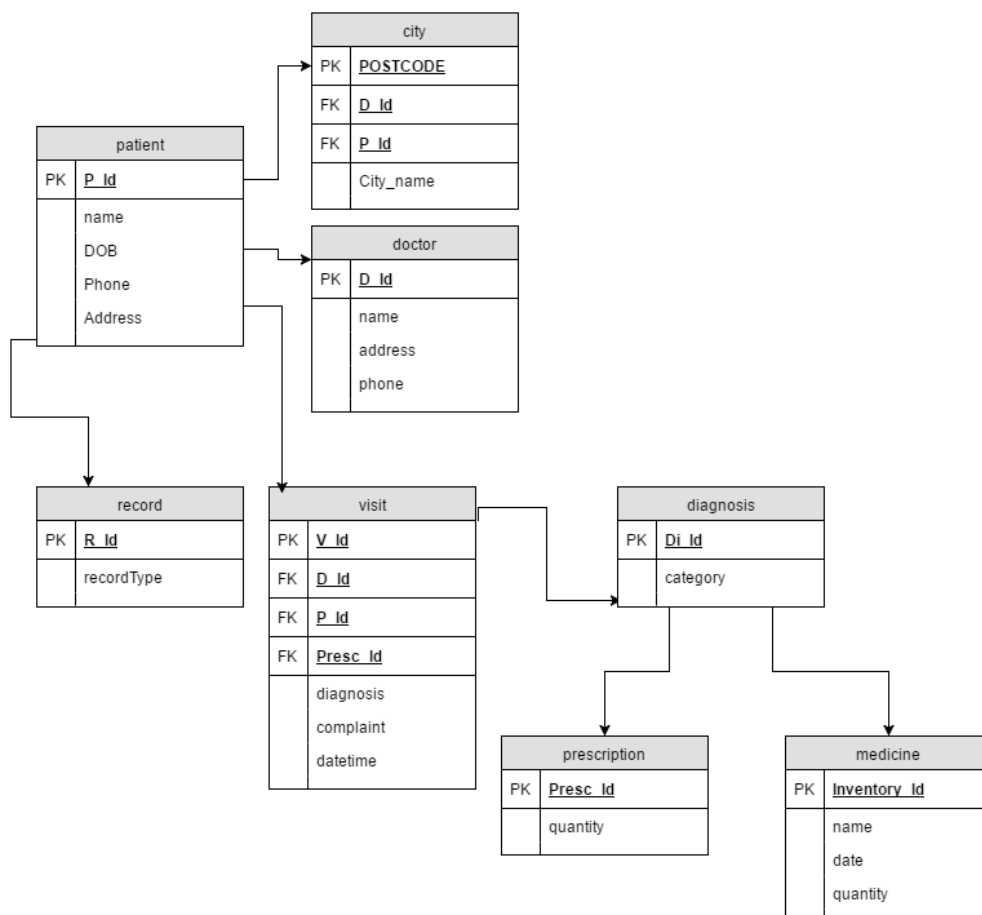 city
PK POSTCODE
FK D_Id
FK P_Id
City_name
patient
PK P_Id
name
DOB
Phone
Address
doctor
PK D_Id
name
address
phone
record
PK R_Id
recordType
visit
PK V_Id
FK D_Id
FK P_Id
FK Presc_Id
diagnosis
complaint
datetime
diagnosis
PK Di_Id
category
prescription
PK Presc_Id
quantity
medicine
PK Inventory_Id
name
date
quantity